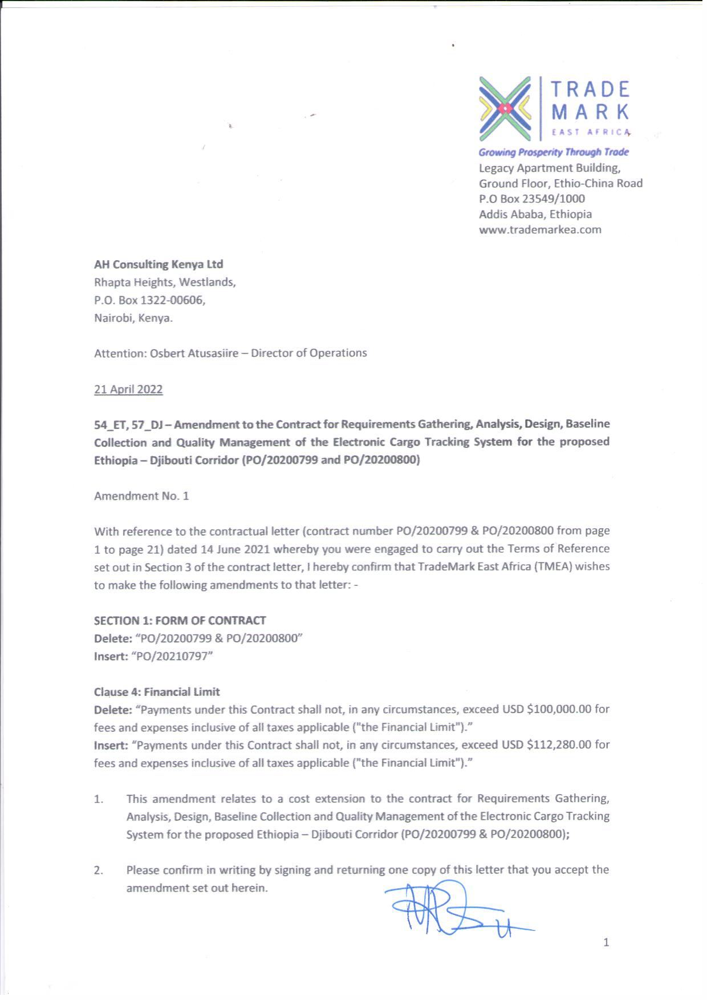 TRADE
MARK
EAST AFRICA
Growing Prosperity Through Trade
Legacy Apartment Building,
Ground Floor, Ethio-China Road
P.O Box 23549/1000
Addis Ababa, Ethiopia
www.trademarkea.com
AH Consulting Kenya Ltd
Rhapta Heights, Westlands,
P.O. Box 1322-00606,
Nairobi, Kenya.
Attention: Osbert Atusasiire – Director of Operations
21 April 2022
54_ET, 57_DJ – Amendment to the Contract for Requirements Gathering, Analysis, Design, Baseline
Collection and Quality Management of the Electronic Cargo Tracking System for the proposed
Ethiopia – Djibouti Corridor (PO/20200799 and PO/20200800)
Amendment No. 1
With reference to the contractual letter (contract number PO/20200799 & PO/20200800 from page
1 to page 21) dated 14 June 2021 whereby you were engaged to carry out the Terms of Reference
set out in Section 3 of the contract letter, I hereby confirm that TradeMark East Africa (TMEA) wishes
to make the following amendments to that letter: -
SECTION 1: FORM OF CONTRACT
Delete: “PO/20200799 & PO/20200800”
Insert: “PO/20210797”
Clause 4: Financial Limit
Delete: “Payments under this Contract shall not, in any circumstances, exceed USD $100,000.00 for
fees and expenses inclusive of all taxes applicable ("the Financial Limit").”
Insert: “Payments under this Contract shall not, in any circumstances, exceed USD $112,280.00 for
fees and expenses inclusive of all taxes applicable ("the Financial Limit").”
1. This amendment relates to a cost extension to the contract for Requirements Gathering,
Analysis, Design, Baseline Collection and Quality Management of the Electronic Cargo Tracking
System for the proposed Ethiopia – Djibouti Corridor (PO/20200799 & PO/20200800);
2. Please confirm in writing by signing and returning one copy of this letter that you accept the
amendment set out herein.
1